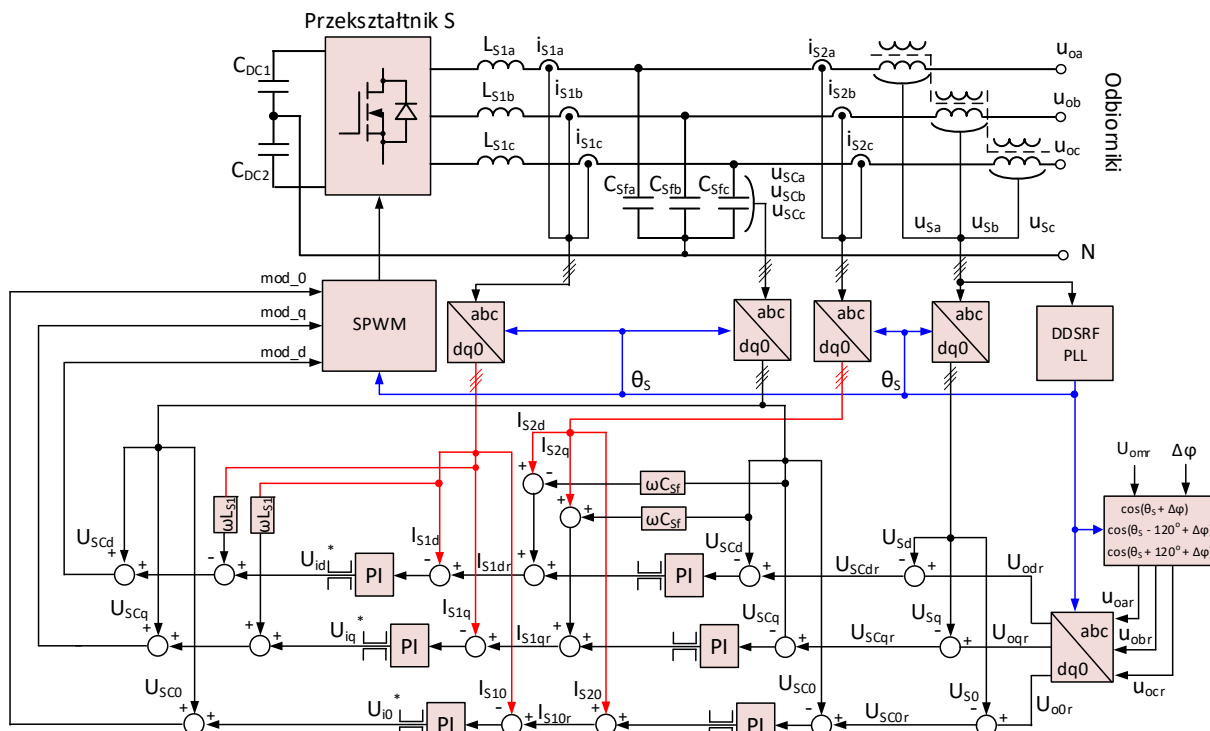 Przekształtnik S
L_S1a i_S1a i_S2a u_oa
C_DC1
L_S1b i_S1b i_S2b u_ob
Odbiorniki
L_S1c i_S1c i_S2c u_oc
C_DC2
C_Sfa C_Sfb C_Sfc
u_SCa
u_SCb
u_SCc
u_Sa u_Sb u_Sc
N
mod_0
mod_q
mod_d
SPWM
abc
dq0
abc
dq0
abc
dq0
abc
dq0
DDSRF
PLL
θ_S θ_S
I_S2d
I_S2q
U_omr Δφ
cos(θ_S + Δφ)
cos(θ_S - 120° + Δφ
cos(θ_S + 120° + Δφ
ωL_S1 ωL_S1
ωC_Sf
ωC_Sf
+ -
+ +
U_SCd + + - + U_id* PI I_S1d - + I_S1dr + + PI U_SCd - + U_SCdr U_Sd - + U_odr
u_oar
u_obr
u_ocr
abc
dq0
U_SCq + + + + U_iq* PI I_S1q - + I_S1qr + + PI U_SCq - + U_SCqr U_Sq - + U_oqr
U_SC0 + + U_i0* PI I_S10 - + I_S10r I_S20 + + PI U_SC0 - + U_SC0r U_S0 - + U_o0r